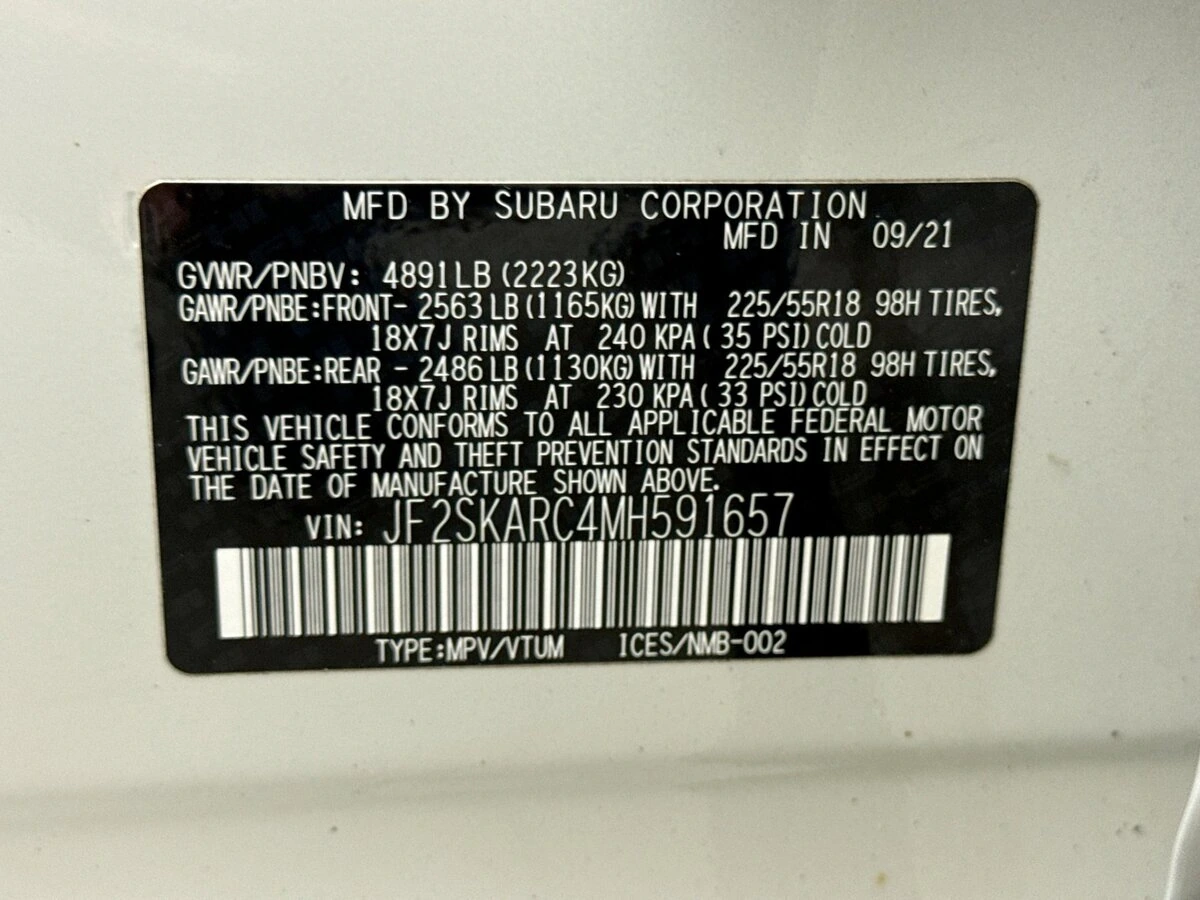 MFD BY SUBARU CORPORATION
MFD IN 09/21
GVWR/PNBV: 4891LB (2223KG)
GAWR/PNBE:FRONT- 2563 LB (1165KG) WITH 225/55R18 98H TIRES,
18X7J RIMS AT 240 KPA ( 35 PSI) COLD
GAWR/PNBE:REAR - 2486 LB (1130KG) WITH 225/55R18 98H TIRES,
18X7J RIMS AT 230 KPA ( 33 PSI) COLD
THIS VEHICLE CONFORMS TO ALL APPLICABLE FEDERAL MOTOR
VEHICLE SAFETY AND THEFT PREVENTION STANDARDS IN EFFECT ON
THE DATE OF MANUFACTURE SHOWN ABOVE.
VIN: JF2SKARC4MH591657
TYPE:MPV/VTUM ICES/NMB-002